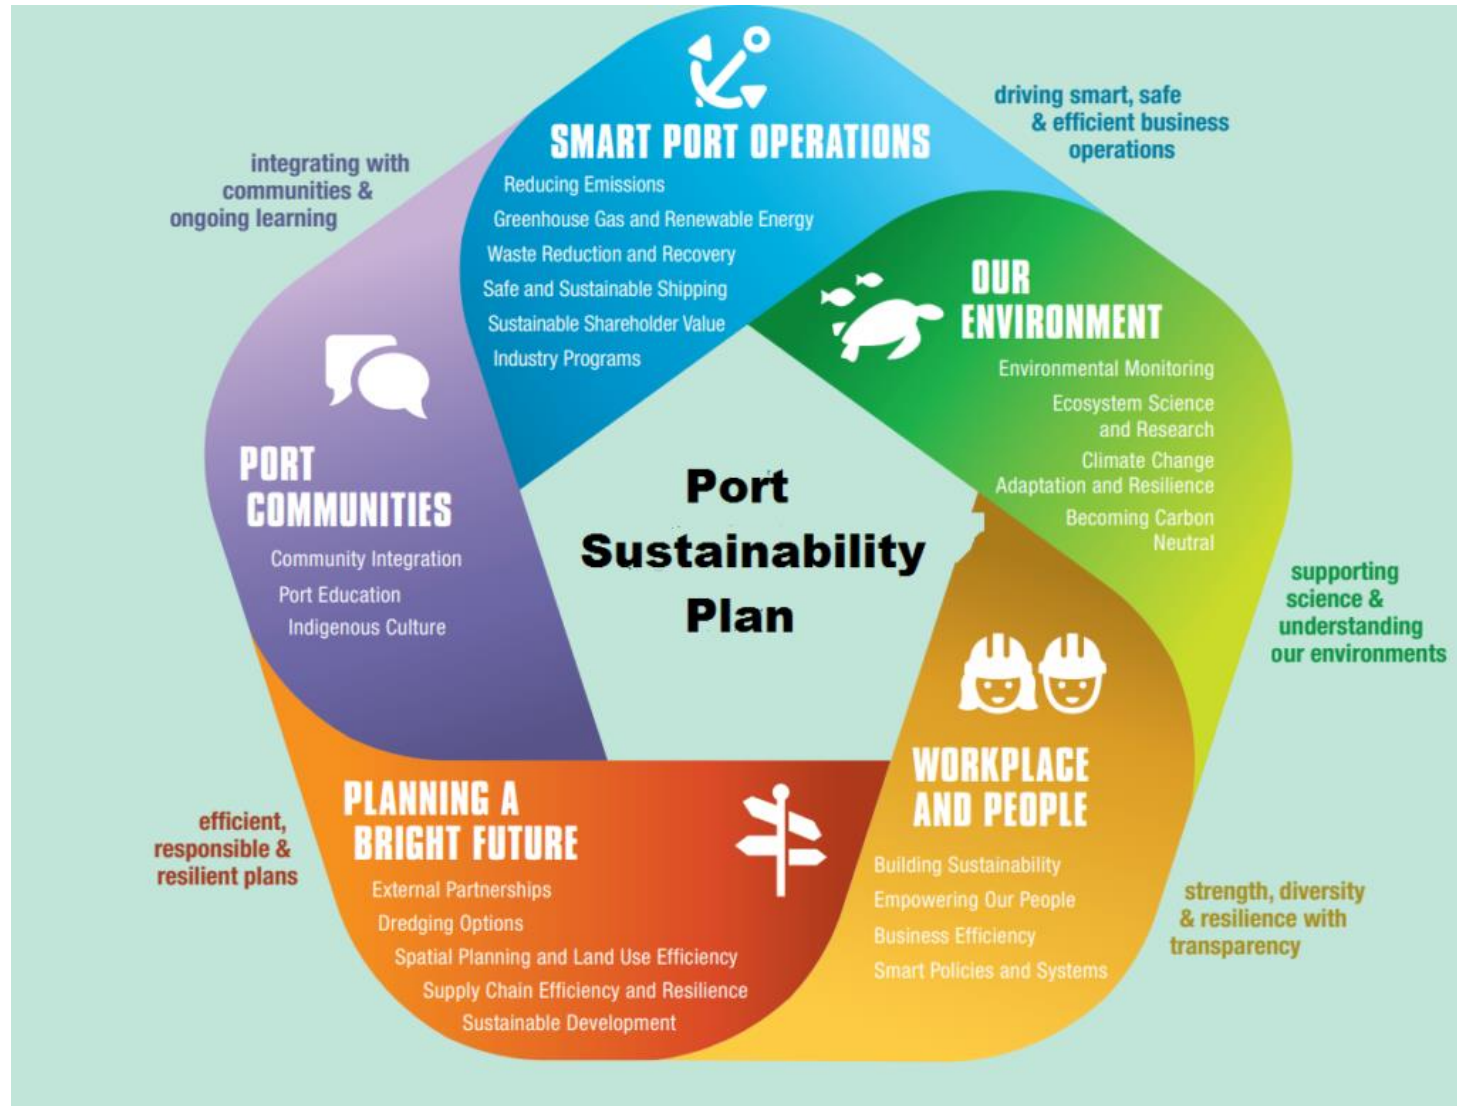 SMART PORT OPERATIONS
Reducing Emissions
Greenhouse Gas and Renewable Energy
Waste Reduction and Recovery
Safe and Sustainable Shipping
Sustainable Shareholder Value
Industry Programs
driving smart, safe
& efficient business
operations
OUR
ENVIRONMENT
Environmental Monitoring
Ecosystem Science
and Research
Climate Change
Adaptation and Resilience
Becoming Carbon
Neutral
supporting
science &
understanding
our environments
WORKPLACE
AND PEOPLE
Building Sustainability
Empowering Our People
Business Efficiency
Smart Policies and Systems
strength, diversity
& resilience with
transparency
PLANNING A
BRIGHT FUTURE
External Partnerships
Dredging Options
Spatial Planning and Land Use Efficiency
Supply Chain Efficiency and Resilience
Sustainable Development
efficient,
responsible &
resilient plans
PORT
COMMUNITIES
Community Integration
Port Education
Indigenous Culture
integrating with
communities &
ongoing learning
Port
Sustainability
Plan